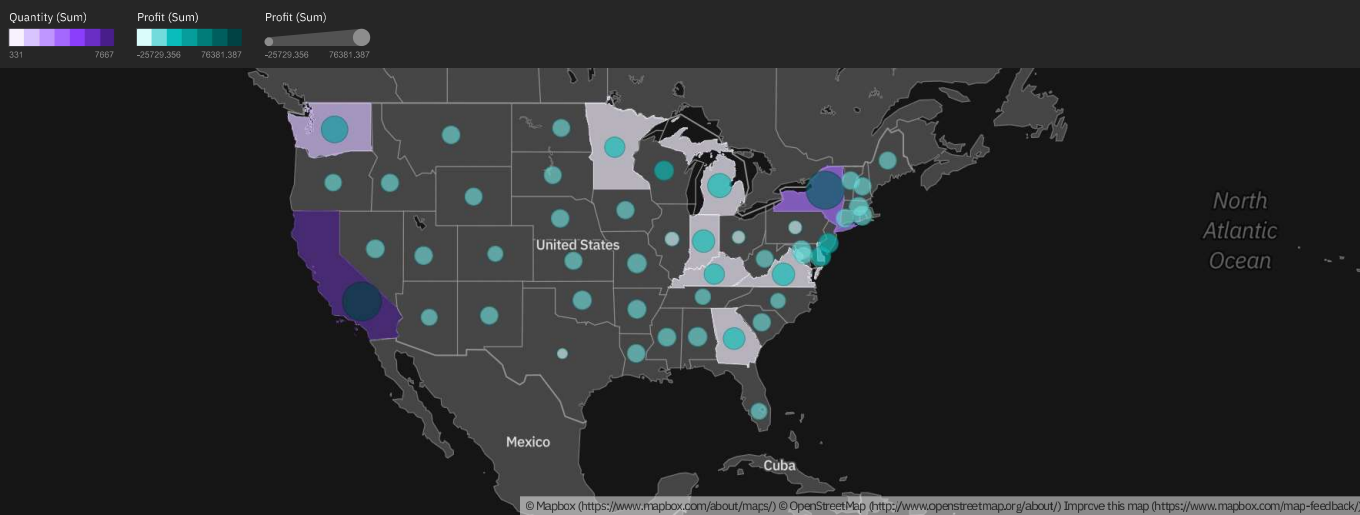 Quantity (Sum)
331 7667
Profit (Sum)
-25729.356 76381.387
Profit (Sum)
-25729.356 76381.387
United States
North
Atlantic
Ocean
Mexico
Cuba
© Mapbox (https://www.mapbox.com/about/maps/) © OpenStreetMap (http://www.openstreetmap.org/about/) Improve this map (https://www.mapbox.com/map-feedback/